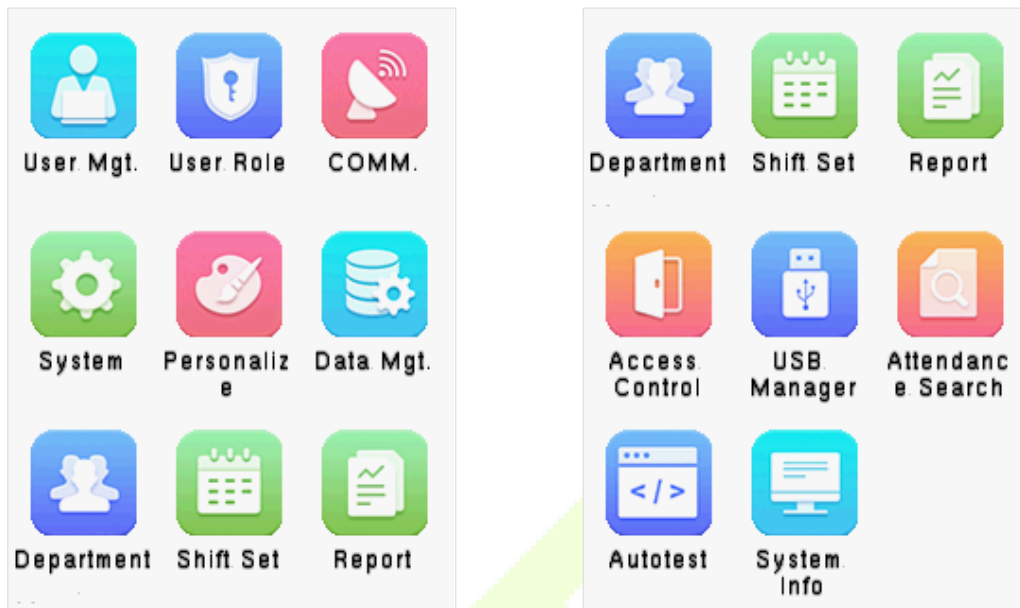 User Mgt. User Role COMM.
System Personaliz Data Mgt.
e
Department Shift Set Report
Department Shift Set Report
Access USB Attendanc
Control Manager e Search
</>
Autotest System
Info